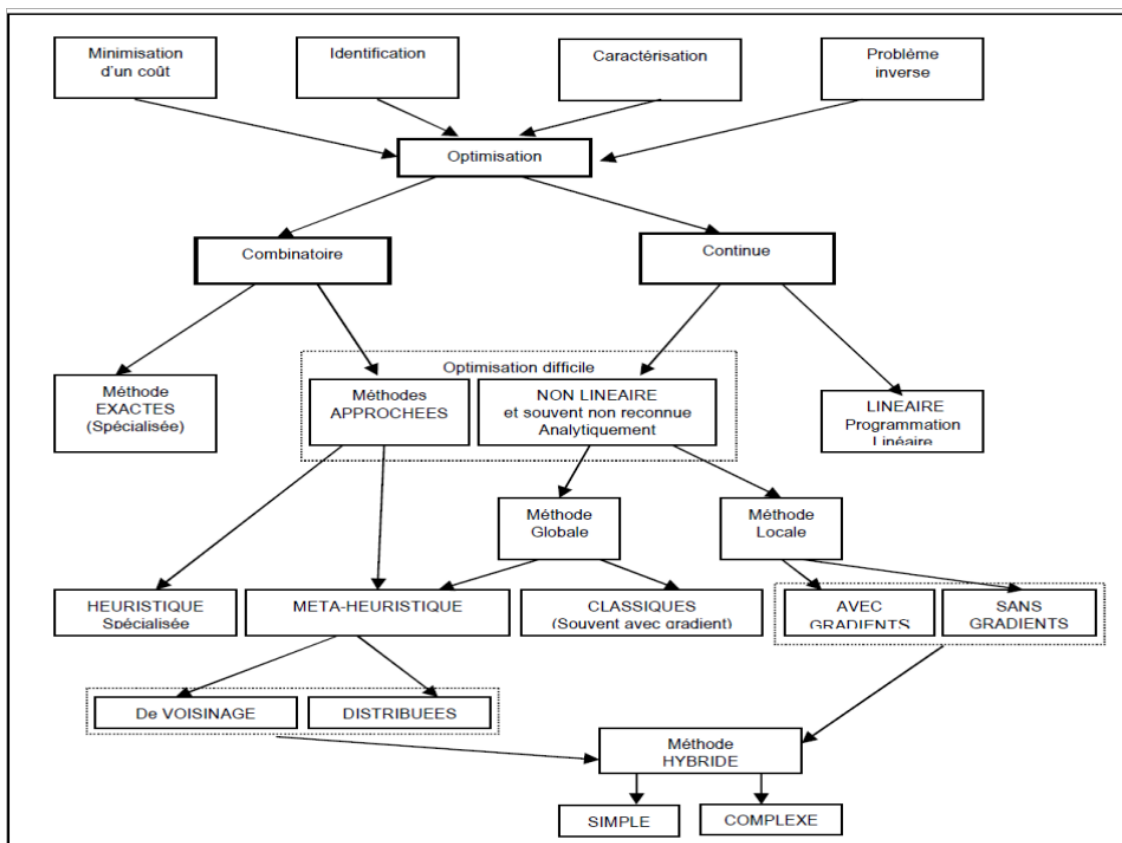 Minimisation
d'un coût
Identification
Caractérisation
Problème
inverse
Optimisation
Combinatoire
Continue
Optimisation difficile
Méthode
EXACTES
(Spécialisée)
Méthodes
APPROCHEES
NON LINEAIRE
et souvent non reconnue
Analytiquement
LINEAIRE
Programmation
Linéaire
Méthode
Globale
Méthode
Locale
HEURISTIQUE
Spécialisée
META-HEURISTIQUE
CLASSIQUES
(Souvent avec gradient)
AVEC
GRADIENTS
SANS
GRADIENTS
De VOISINAGE
DISTRIBUEES
Méthode
HYBRIDE
SIMPLE
COMPLEXE